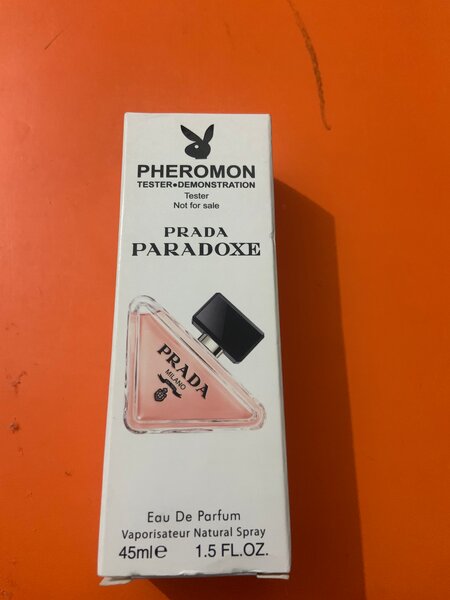 PHEROMON
TESTER●DEMONSTRATION
Tester
Not for sale
PRADA
PARADOXE
PRADA
MILANO
Eau De Parfum
Vaporisateur Natural Spray
45ml℮ 1.5 FL.OZ.